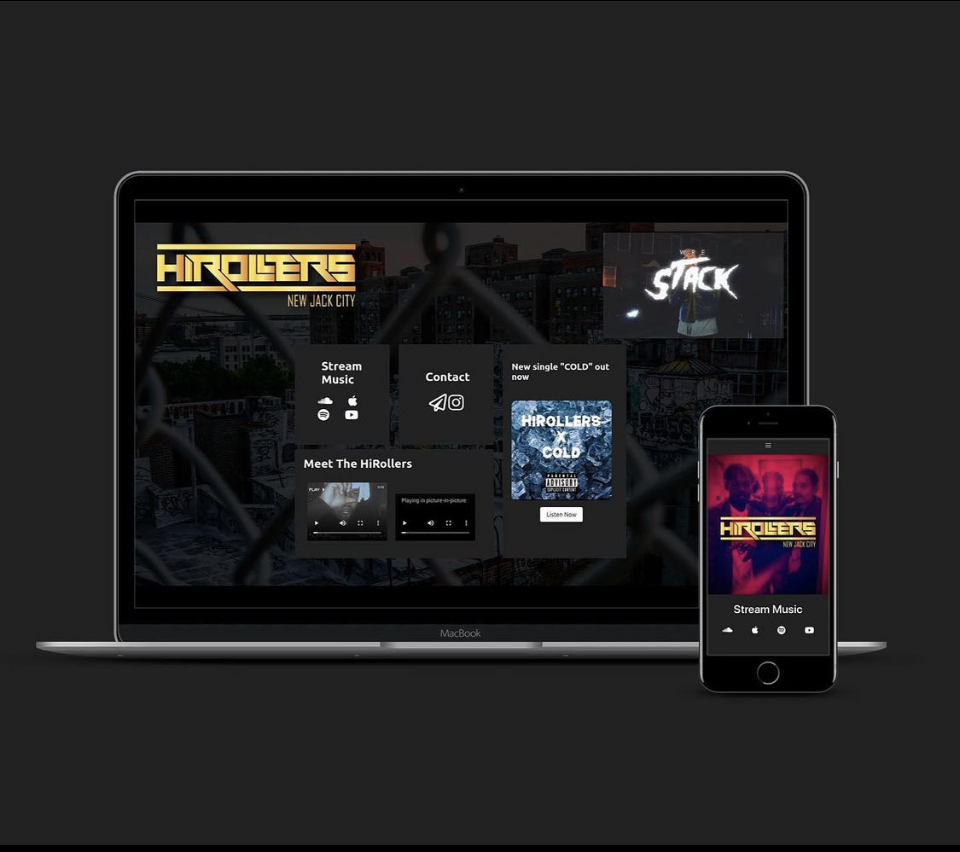 HIROLLERS
NEW JACK CITY
STACK
Stream
Music
Contact
New single "COLD" out
now
HIROLLERS
X
COLD
PARENTAL
ADVISORY
EXPLICIT CONTENT
Listen Now
Meet The HiRollers
PLAY
Playing in picture-in-picture
MacBook
HIROLLERS
NEW JACK CITY
Stream Music